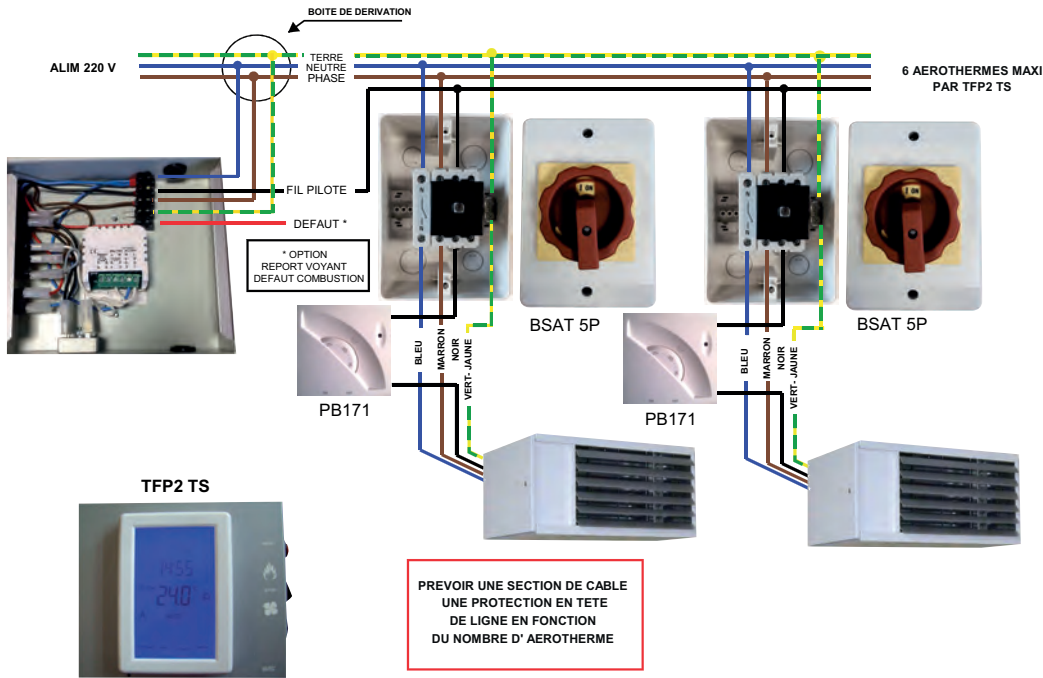 BOITE DE DERIVATION
ALIM 220 V
TERRE
NEUTRE
PHASE
6 AEROTHERMES MAXI
PAR TFP2 TS
FIL PILOTE
DEFAUT *
* OPTION
REPORT VOYANT
DEFAUT COMBUSTION
BSAT 5P
BSAT 5P
PB171
BLEU
MARRON
NOIR
VERT- JAUNE
PB171
BLEU
MARRON
NOIR
VERT- JAUNE
TFP2 TS
14:55
24.0
PREVOIR UNE SECTION DE CABLE
UNE PROTECTION EN TETE
DE LIGNE EN FONCTION
DU NOMBRE D' AEROTHERME